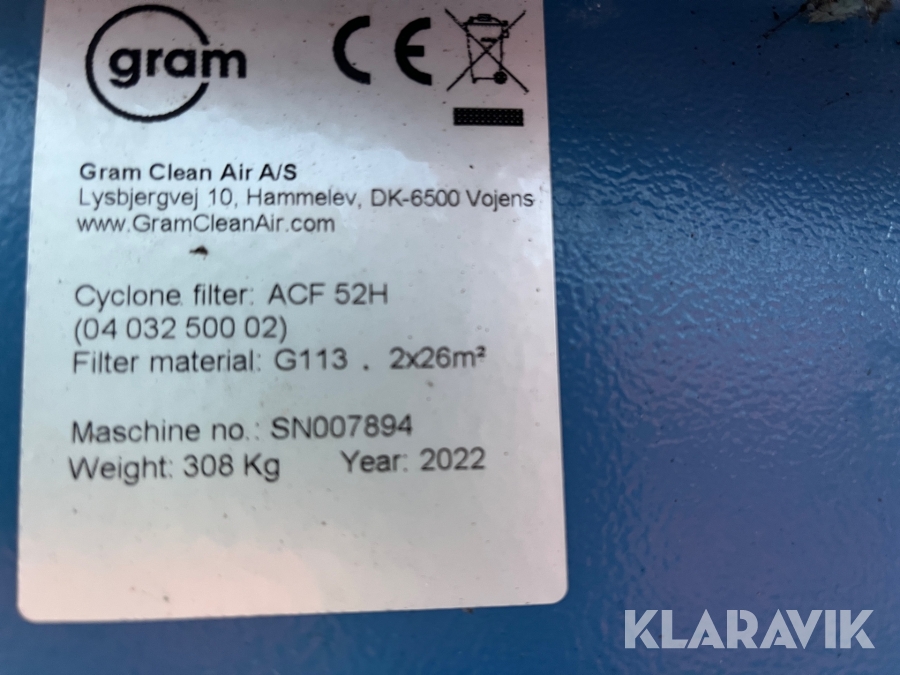 gram
CE
Gram Clean Air A/S
Lysbjergvej 10, Hammelev, DK-6500 Vojens
www.GramCleanAir.com
Cyclone filter: ACF 52H
(04 032 500 02)
Filter material: G113 . 2x26m²
Maschine no.: SN007894
Weight: 308 Kg Year: 2022
KLARAVIK